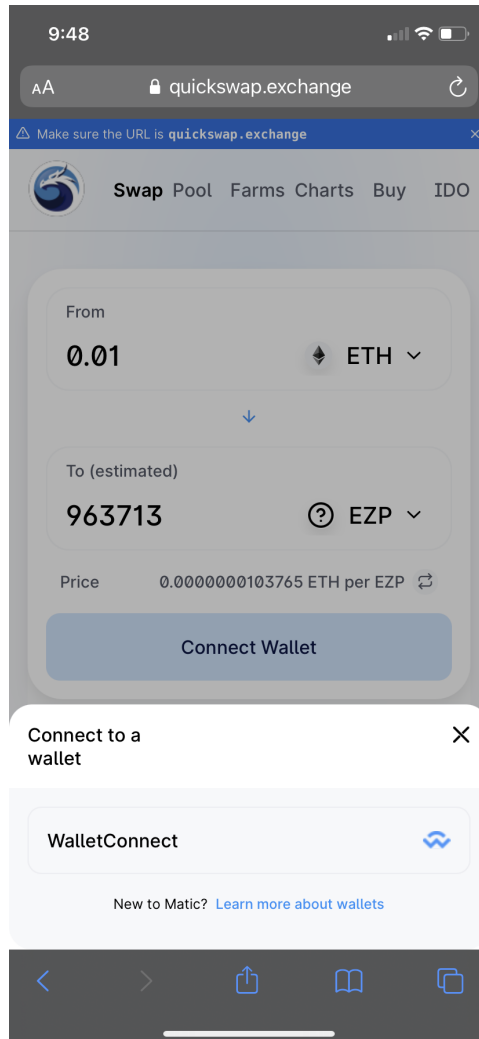 9:48
AA quickswap.exchange
Make sure the URL is quickswap.exchange
Swap Pool Farms Charts Buy IDO
From
0.01 ETH
To (estimated)
963713 EZP
Price 0.0000000103765 ETH per EZP
Connect Wallet
Connect to a
wallet
WalletConnect
New to Matic? Learn more about wallets